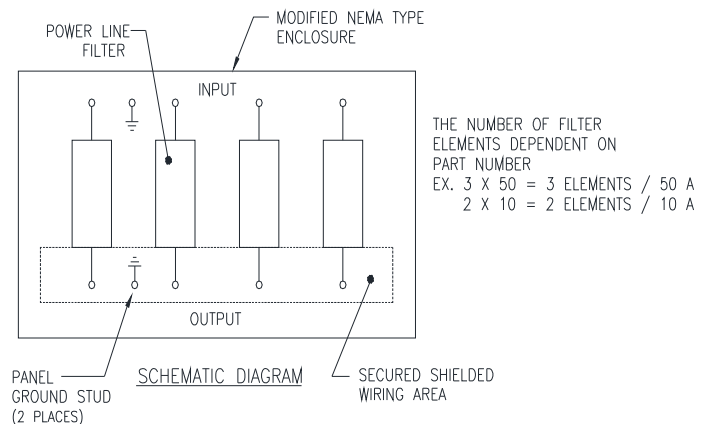 POWER LINE
FILTER
MODIFIED NEMA TYPE
ENCLOSURE
INPUT
THE NUMBER OF FILTER
ELEMENTS DEPENDENT ON
PART NUMBER
EX. 3 X 50 = 3 ELEMENTS / 50 A
2 X 10 = 2 ELEMENTS / 10 A
OUTPUT
PANEL
GROUND STUD
(2 PLACES)
SCHEMATIC DIAGRAM
SECURED SHIELDED
WIRING AREA